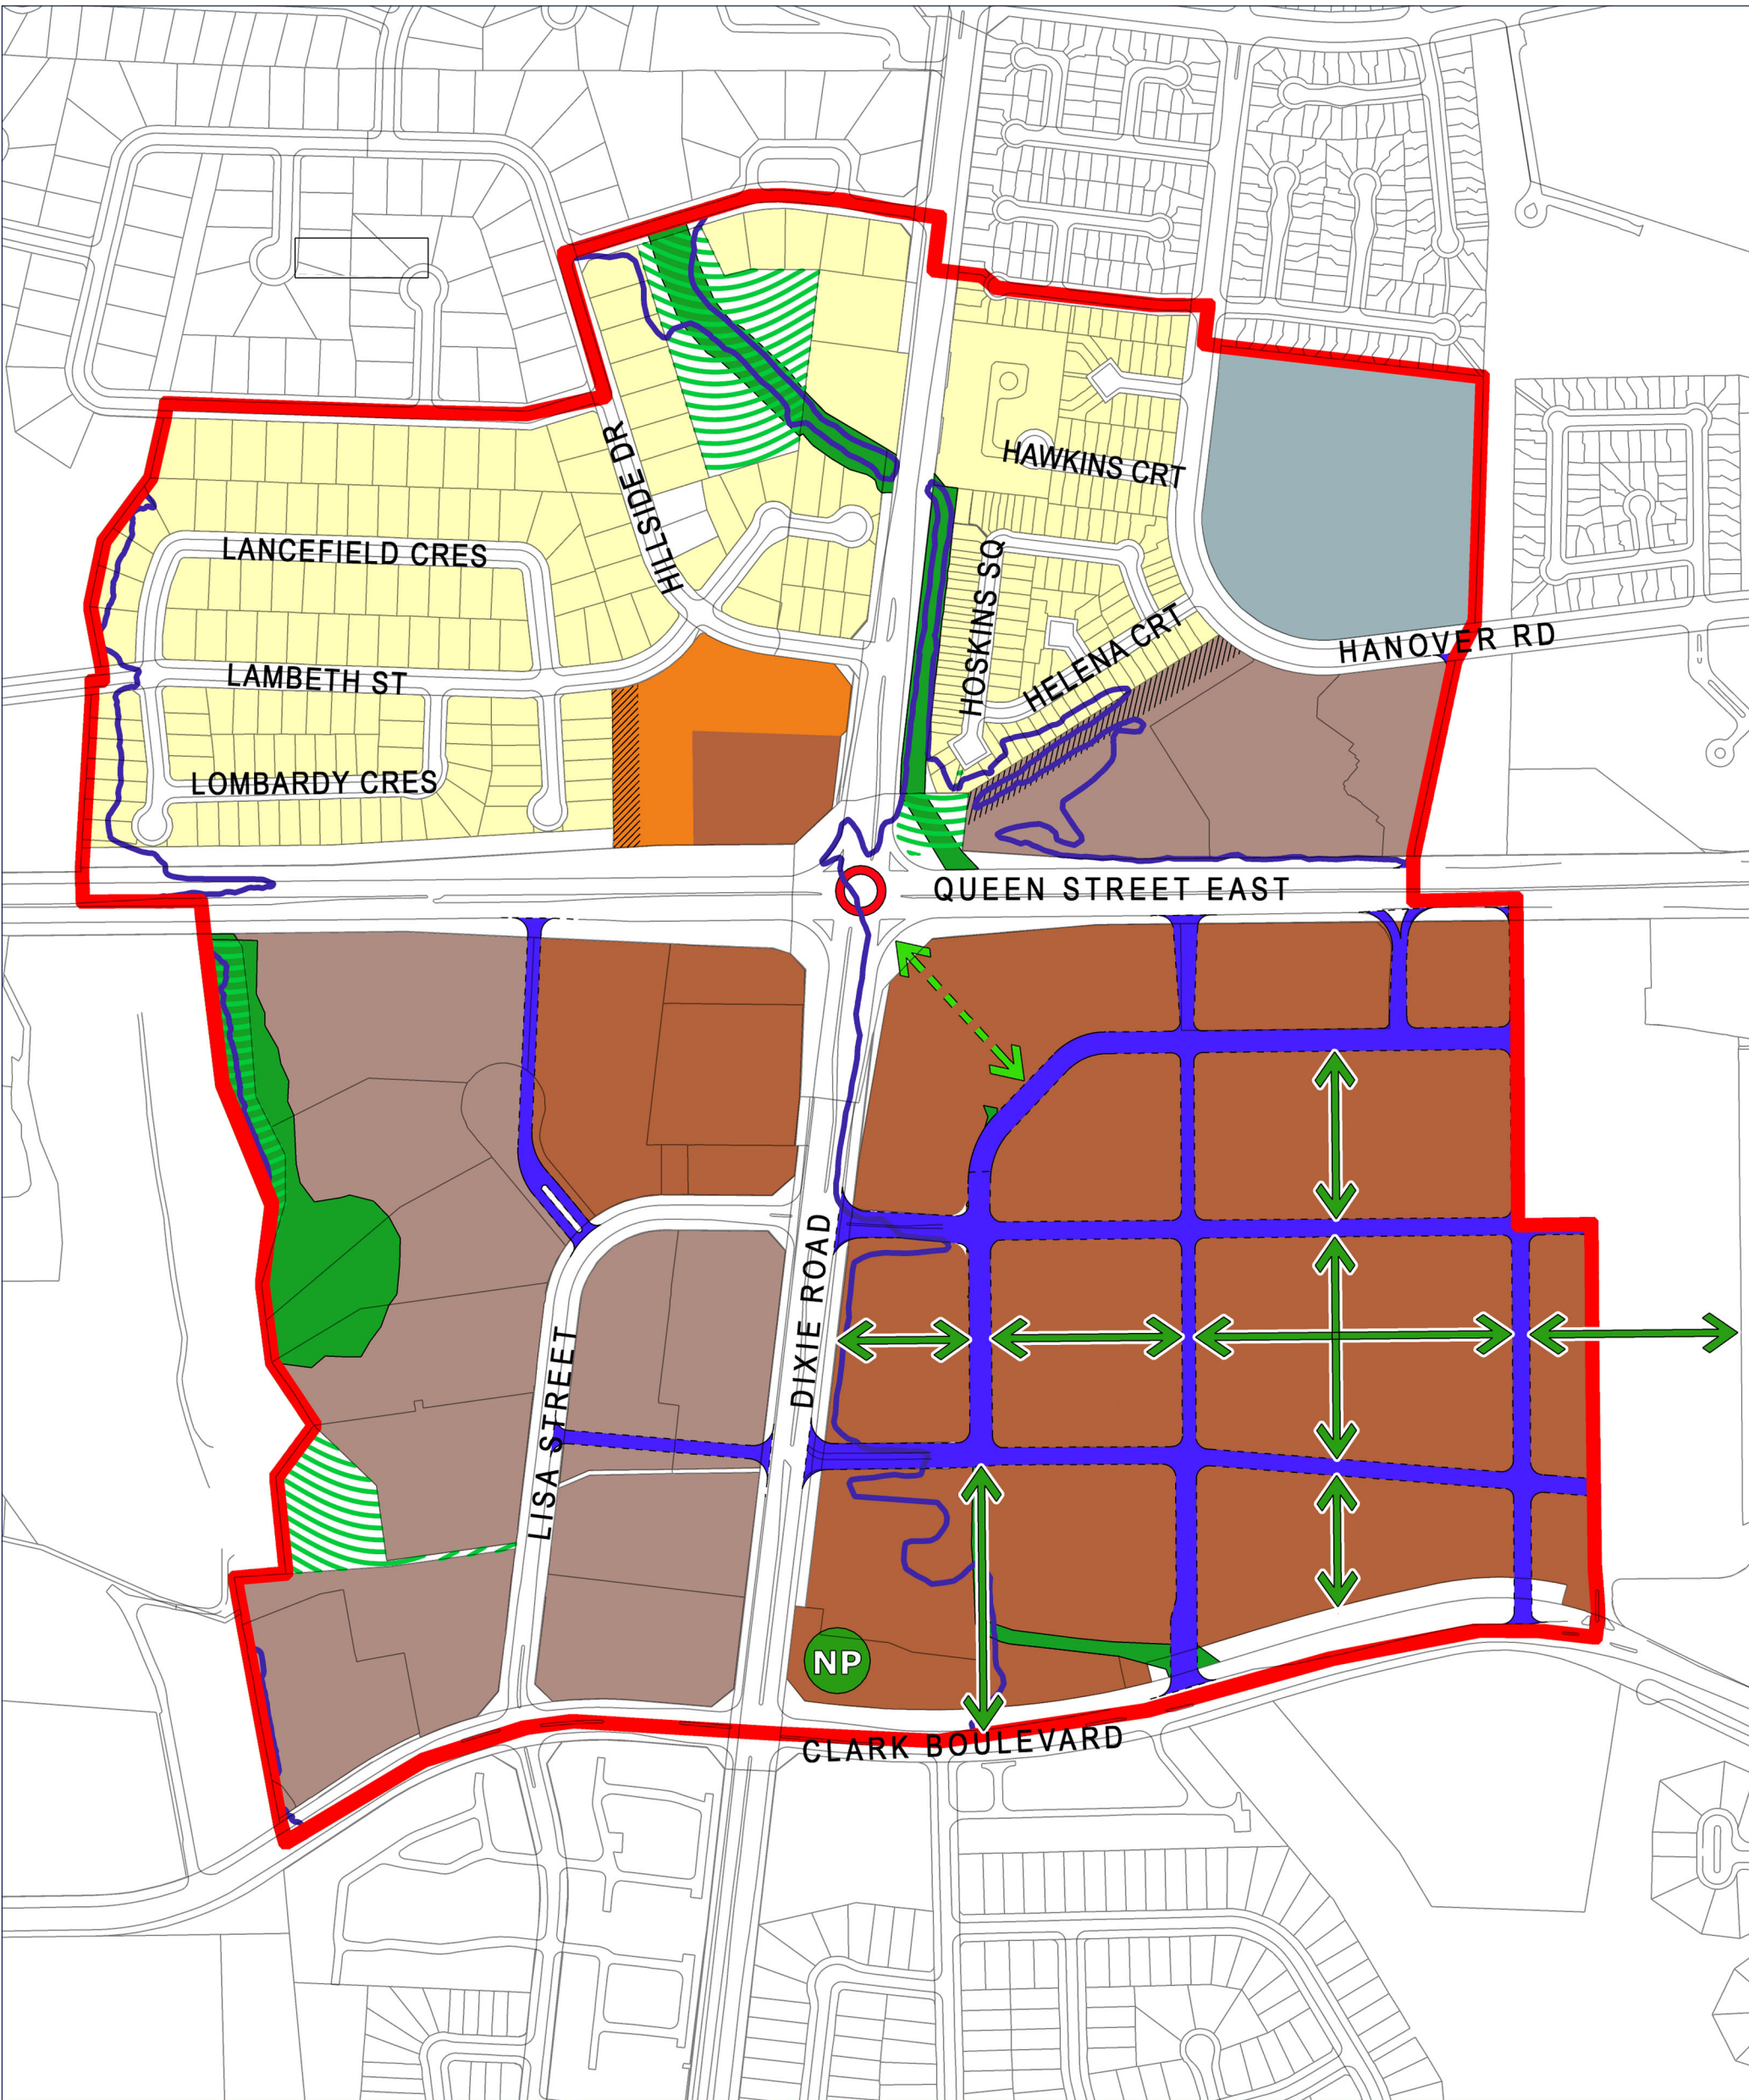 HAWKINS CRT
HILLSIDE DR
LANCEFIELD CRES
HOSKINS SQ
HELENA CRT
HANOVER RD
LAMBETH ST
LOMBARDY CRES
QUEEN STREET EAST
DIXIE ROAD
LISA STREET
NP
CLARK BOULEVARD